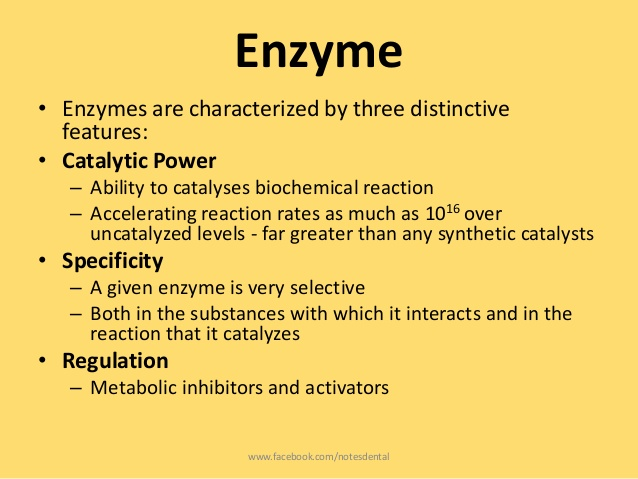 Enzyme
• Enzymes are characterized by three distinctive
features:
• Catalytic Power
– Ability to catalyses biochemical reaction
– Accelerating reaction rates as much as 10¹⁶ over
uncatalyzed levels - far greater than any synthetic catalysts
• Specificity
– A given enzyme is very selective
– Both in the substances with which it interacts and in the
reaction that it catalyzes
• Regulation
– Metabolic inhibitors and activators
www.facebook.com/notesdental